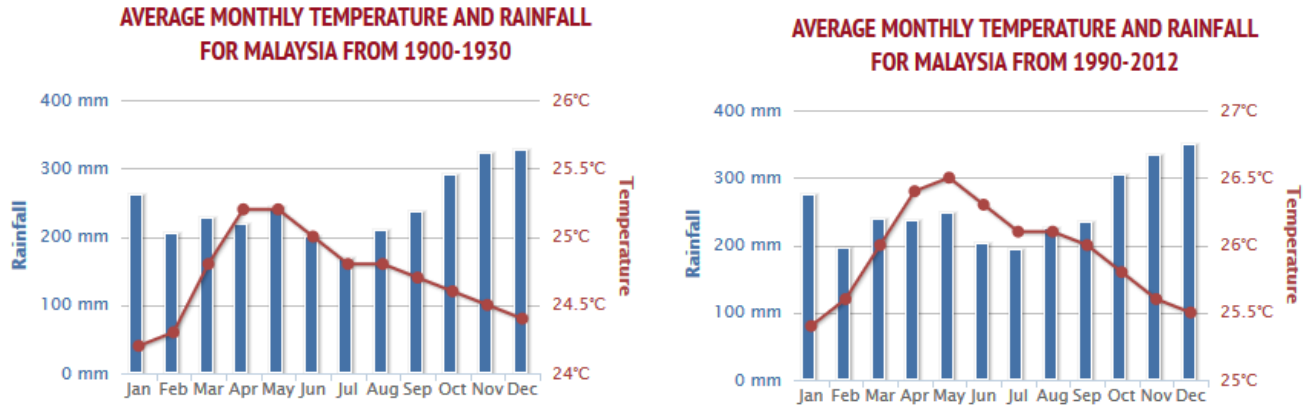 AVERAGE MONTHLY TEMPERATURE AND RAINFALL
FOR MALAYSIA FROM 1900-1930
400 mm
300 mm
200 mm
100 mm
0 mm
Rainfall
26°C
25.5°C
25°C
24.5°C
24°C
Temperature
Jan Feb Mar Apr May Jun Jul Aug Sep Oct Nov Dec
AVERAGE MONTHLY TEMPERATURE AND RAINFALL
FOR MALAYSIA FROM 1990-2012
400 mm
300 mm
200 mm
100 mm
0 mm
Rainfall
27°C
26.5°C
26°C
25.5°C
25°C
Temperature
Jan Feb Mar Apr May Jun Jul Aug Sep Oct Nov Dec